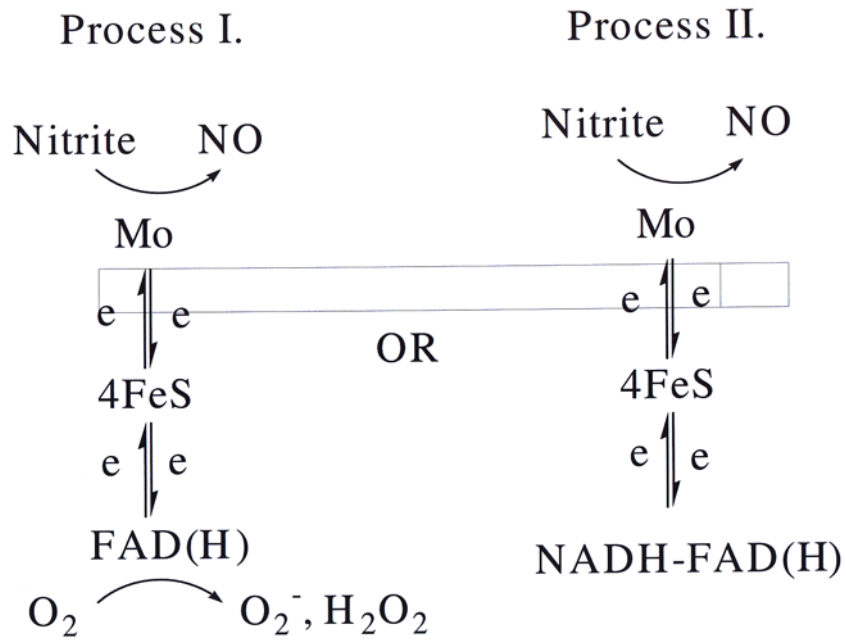 Process I.
Nitrite NO
Mo
e e
4FeS
e e
FAD(H)
O₂ O₂⁻, H₂O₂
OR
Process II.
Nitrite NO
Mo
e e
4FeS
e e
NADH-FAD(H)